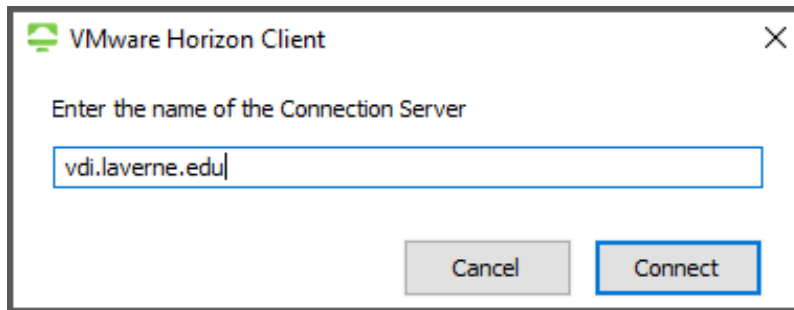 VMware Horizon Client
Enter the name of the Connection Server
vdi.laverne.edu
Cancel Connect